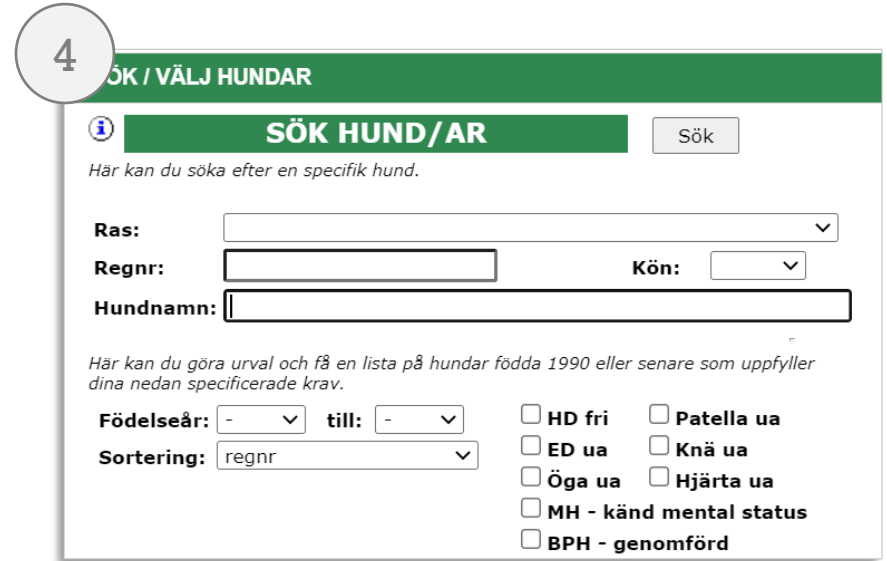 4
ÖK / VÄLJ HUNDAR
SÖK HUND/AR
Sök
Här kan du söka efter en specifik hund.
Ras:
Regnr:
Kön:
Hundnamn:
Här kan du göra urval och få en lista på hundar födda 1990 eller senare som uppfyller
dina nedan specificerade krav.
Födelseår: - till: -
Sortering: regnr
HD fri
Patella ua
ED ua
Knä ua
Öga ua
Hjärta ua
MH - känd mental status
BPH - genomförd